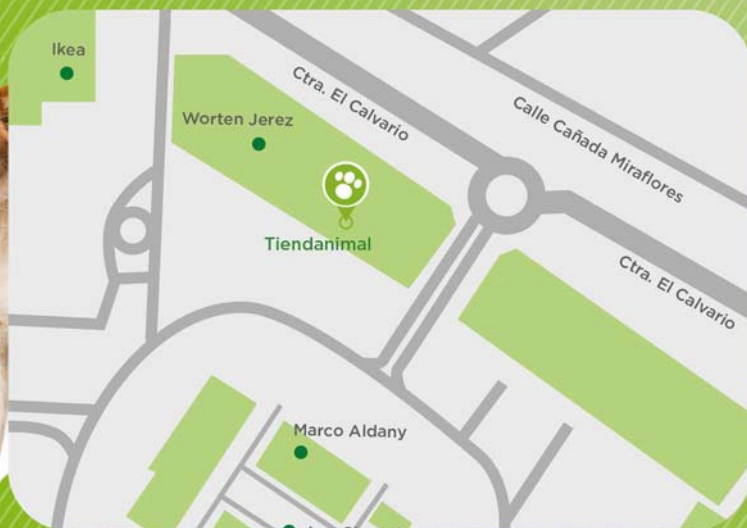 Ikea
Worten Jerez
Ctra. El Calvario
Calle Cañada Miraflores
Tiendanimal
Ctra. El Calvario
Marco Aldany